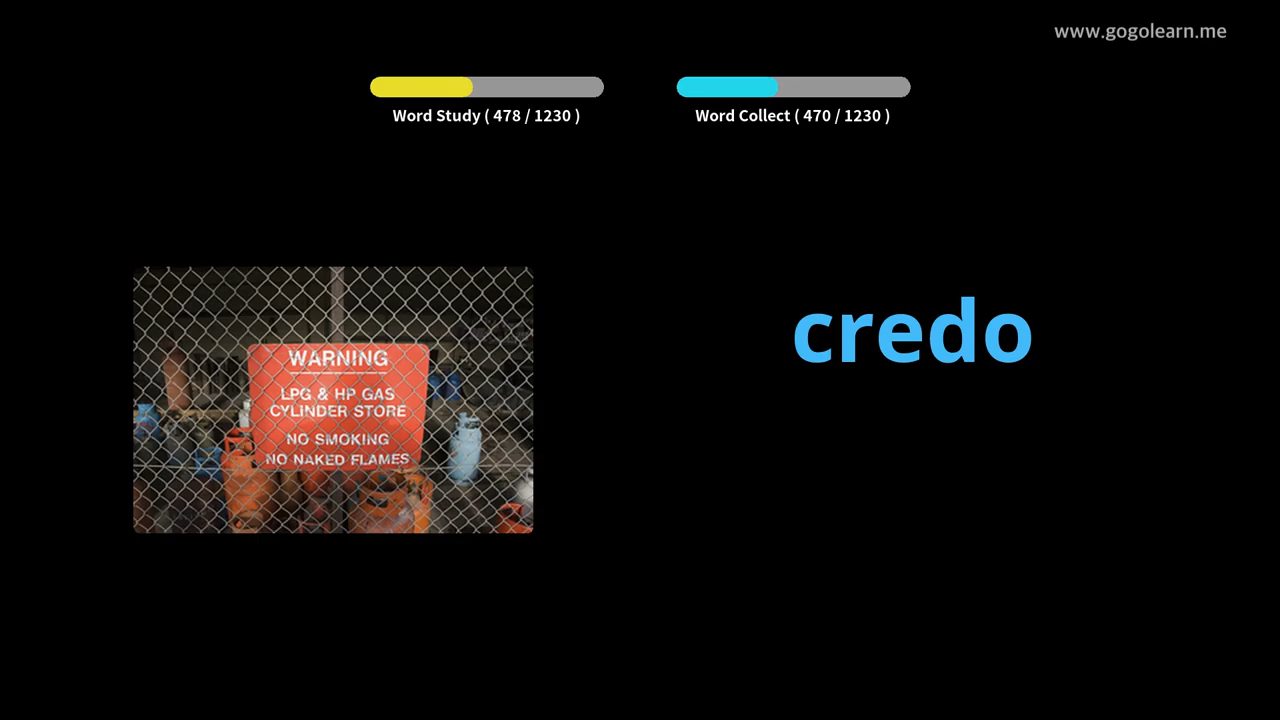 www.gogolearn.me
Word Study ( 478 / 1230 )
Word Collect ( 470 / 1230 )
credo
WARNING
LPG & HP GAS
CYLINDER STORE
NO SMOKING
NO NAKED FLAMES